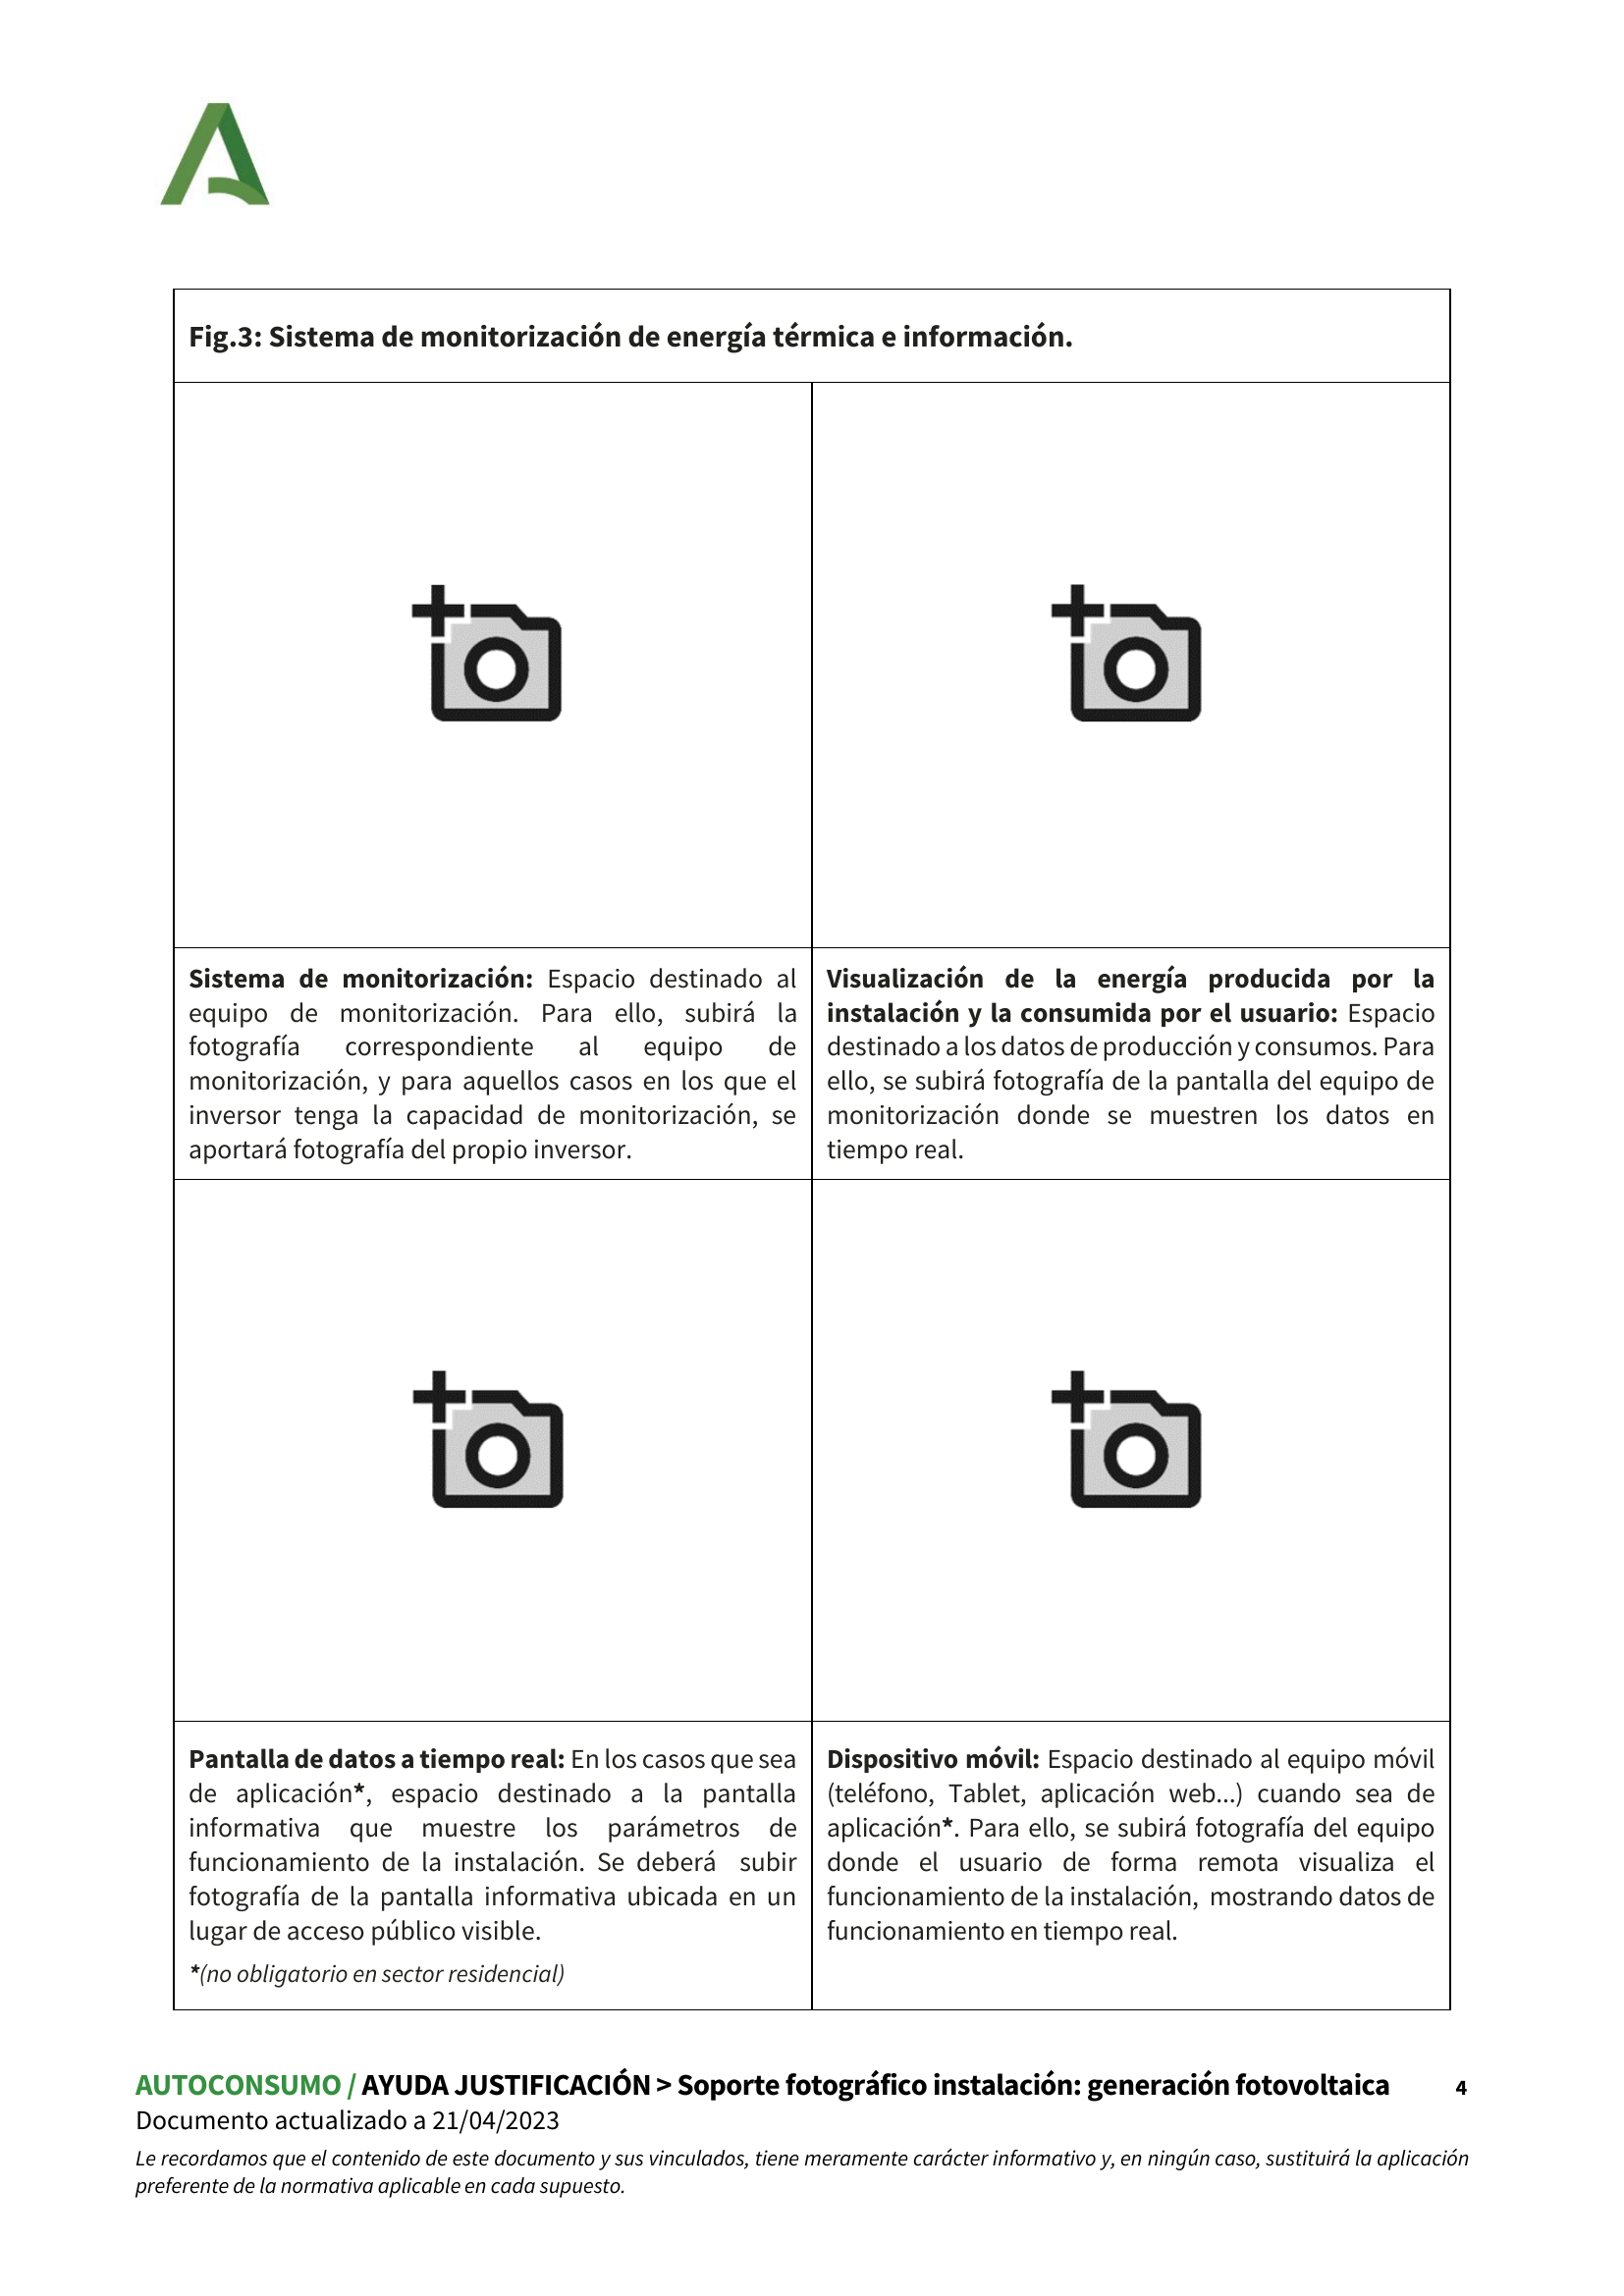 Fig.3: Sistema de monitorización de energía térmica e información.
Sistema de monitorización: Espacio destinado al
equipo de monitorización. Para ello, subirá la
fotografía correspondiente al equipo de
monitorización, y para aquellos casos en los que el
inversor tenga la capacidad de monitorización, se
aportará fotografía del propio inversor.
Visualización de la energía producida por la
instalación y la consumida por el usuario: Espacio
destinado a los datos de producción y consumos. Para
ello, se subirá fotografía de la pantalla del equipo de
monitorización donde se muestren los datos en
tiempo real.
Pantalla de datos a tiempo real: En los casos que sea
de aplicación*, espacio destinado a la pantalla
informativa que muestre los parámetros de
funcionamiento de la instalación. Se deberá subir
fotografía de la pantalla informativa ubicada en un
lugar de acceso público visible.
*(no obligatorio en sector residencial)
Dispositivo móvil: Espacio destinado al equipo móvil
(teléfono, Tablet, aplicación web...) cuando sea de
aplicación*. Para ello, se subirá fotografía del equipo
donde el usuario de forma remota visualiza el
funcionamiento de la instalación, mostrando datos de
funcionamiento en tiempo real.
AUTOCONSUMO / AYUDA JUSTIFICACIÓN > Soporte fotográfico instalación: generación fotovoltaica 4
Documento actualizado a 21/04/2023
Le recordamos que el contenido de este documento y sus vinculados, tiene meramente carácter informativo y, en ningún caso, sustituirá la aplicación
preferente de la normativa aplicable en cada supuesto.